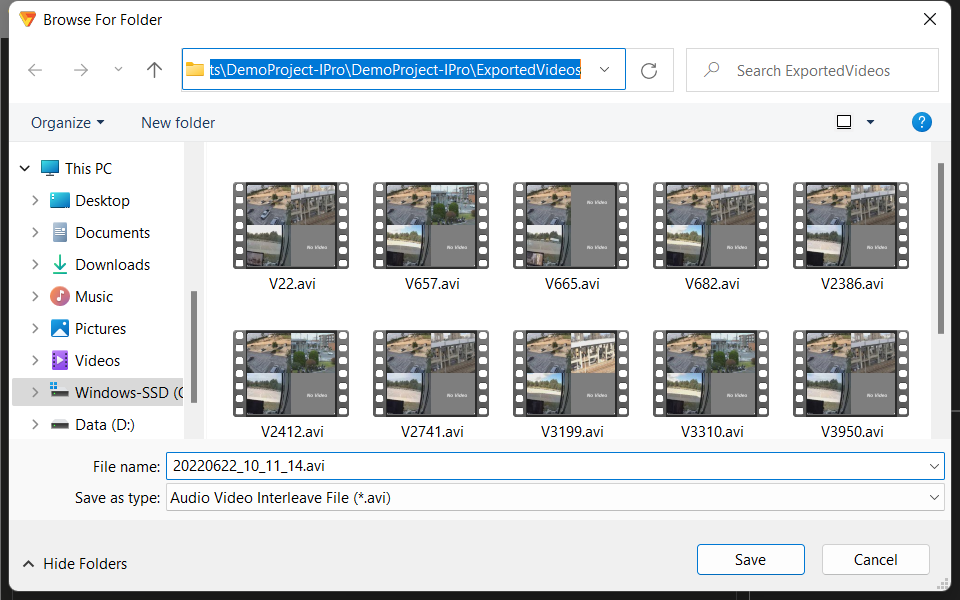 Browse For Folder
ts\DemoProject-IPro\DemoProject-IPro\ExportedVideos
Search ExportedVideos
Organize
New folder
?
This PC
Desktop
Documents
Downloads
Music
Pictures
Videos
Windows-SSD (C
Data (D:)
No Video
No Video
No Video
No Video
No Video
No Video
V22.avi
V657.avi
V665.avi
V682.avi
V2386.avi
No Video
No Video
No Video
No Video
No Video
V2412.avi
V2741.avi
V3199.avi
V3310.avi
V3950.avi
File name:
20220622_10_11_14.avi
Save as type:
Audio Video Interleave File (*.avi)
Hide Folders
Save
Cancel